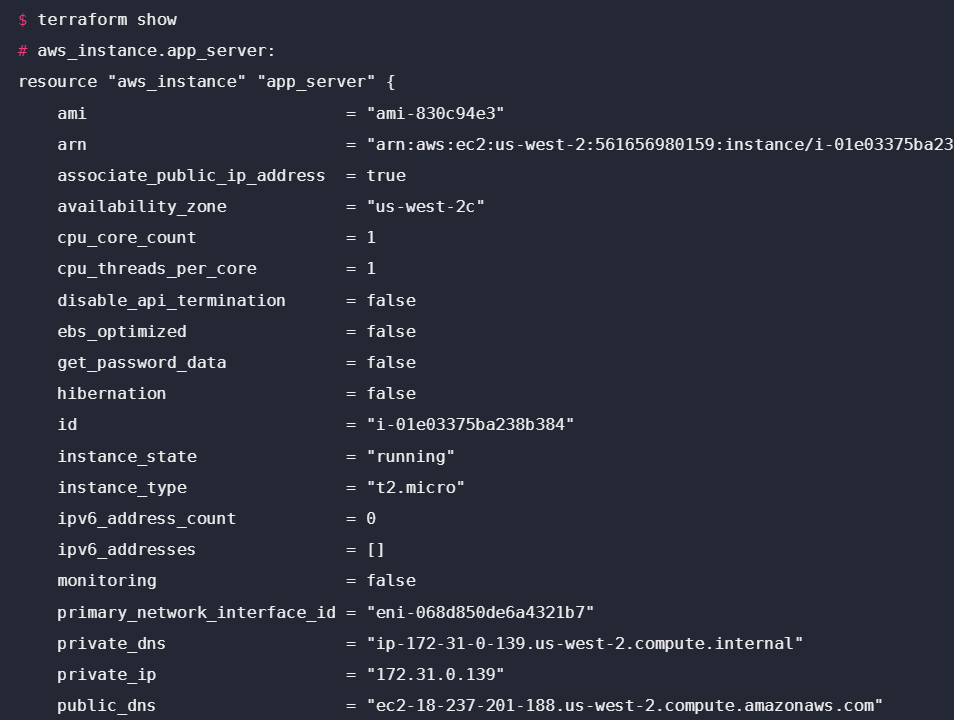 $ terraform show
# aws_instance.app_server:
resource "aws_instance" "app_server" {
    ami                          = "ami-830c94e3"
    arn                          = "arn:aws:ec2:us-west-2:561656980159:instance/i-01e03375ba23
    associate_public_ip_address  = true
    availability_zone            = "us-west-2c"
    cpu_core_count               = 1
    cpu_threads_per_core         = 1
    disable_api_termination      = false
    ebs_optimized                = false
    get_password_data            = false
    hibernation                  = false
    id                           = "i-01e03375ba238b384"
    instance_state               = "running"
    instance_type                = "t2.micro"
    ipv6_address_count           = 0
    ipv6_addresses               = []
    monitoring                   = false
    primary_network_interface_id = "eni-068d850de6a4321b7"
    private_dns                  = "ip-172-31-0-139.us-west-2.compute.internal"
    private_ip                   = "172.31.0.139"
    public_dns                   = "ec2-18-237-201-188.us-west-2.compute.amazonaws.com"